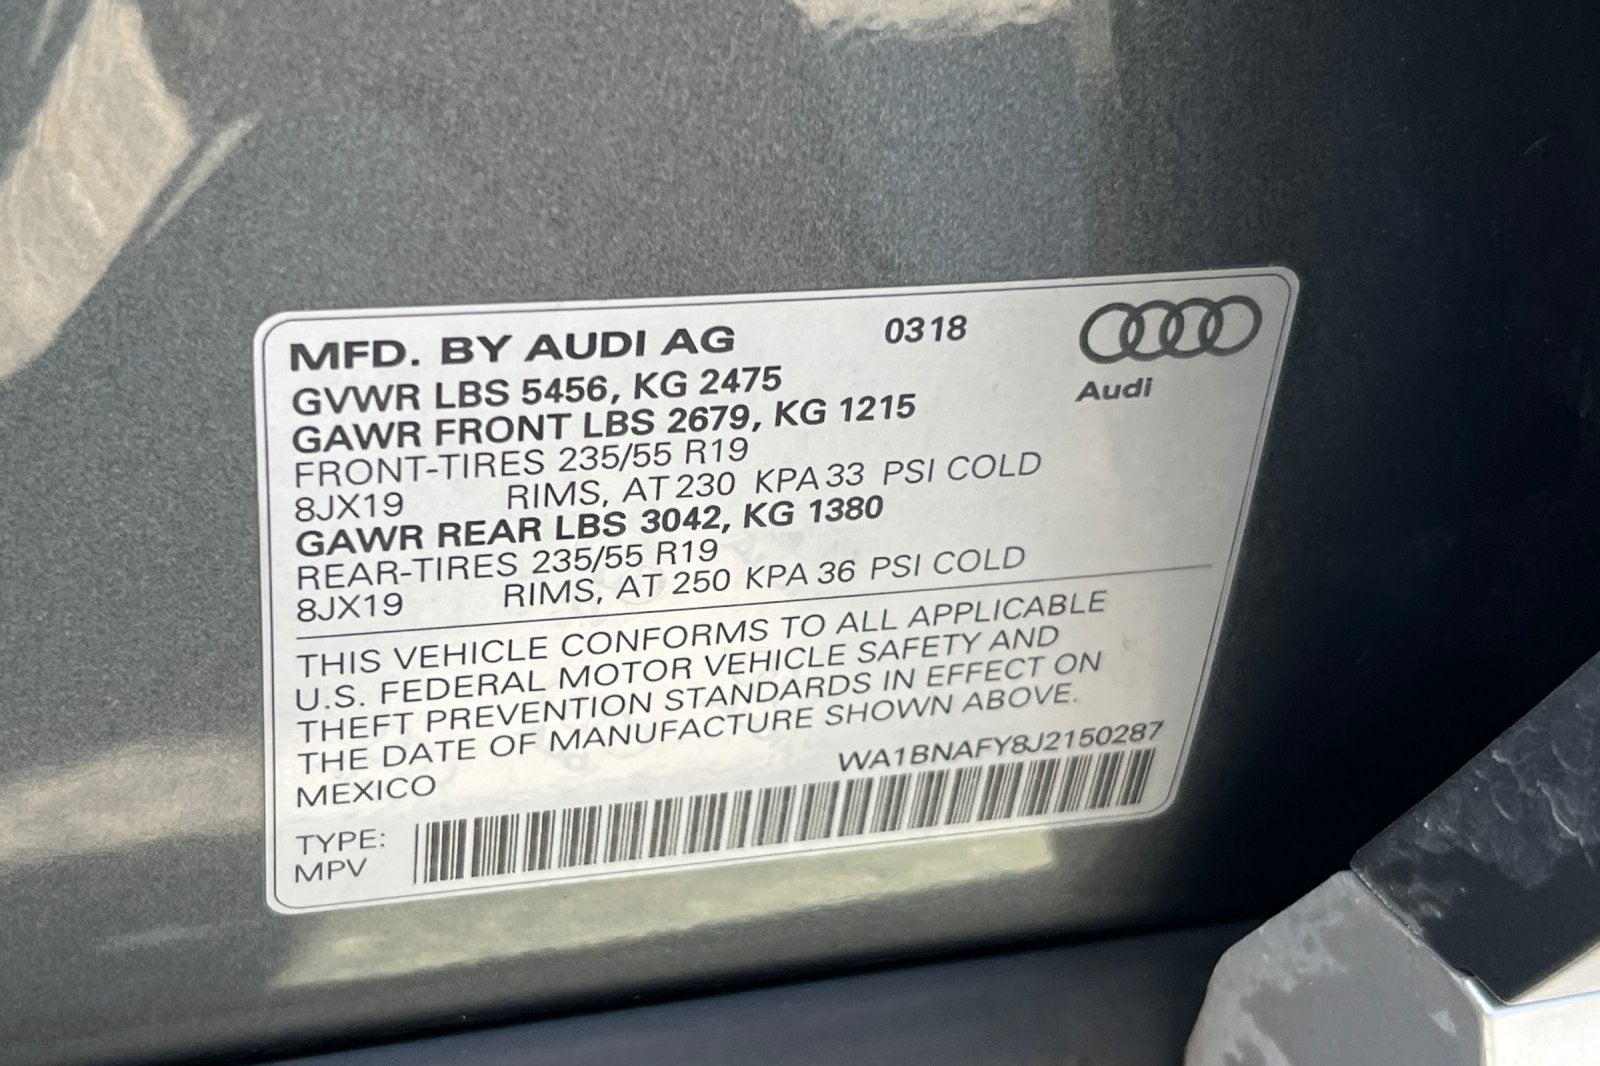 MFD. BY AUDI AG 0318
Audi
GVWR LBS 5456, KG 2475
GAWR FRONT LBS 2679, KG 1215
FRONT-TIRES 235/55 R19
8JX19 RIMS, AT 230 KPA 33 PSI COLD
GAWR REAR LBS 3042, KG 1380
REAR-TIRES 235/55 R19
8JX19 RIMS, AT 250 KPA 36 PSI COLD
THIS VEHICLE CONFORMS TO ALL APPLICABLE
U.S. FEDERAL MOTOR VEHICLE SAFETY AND
THEFT PREVENTION STANDARDS IN EFFECT ON
THE DATE OF MANUFACTURE SHOWN ABOVE.
MEXICO WA1BNAFY8J2150287
TYPE:
MPV